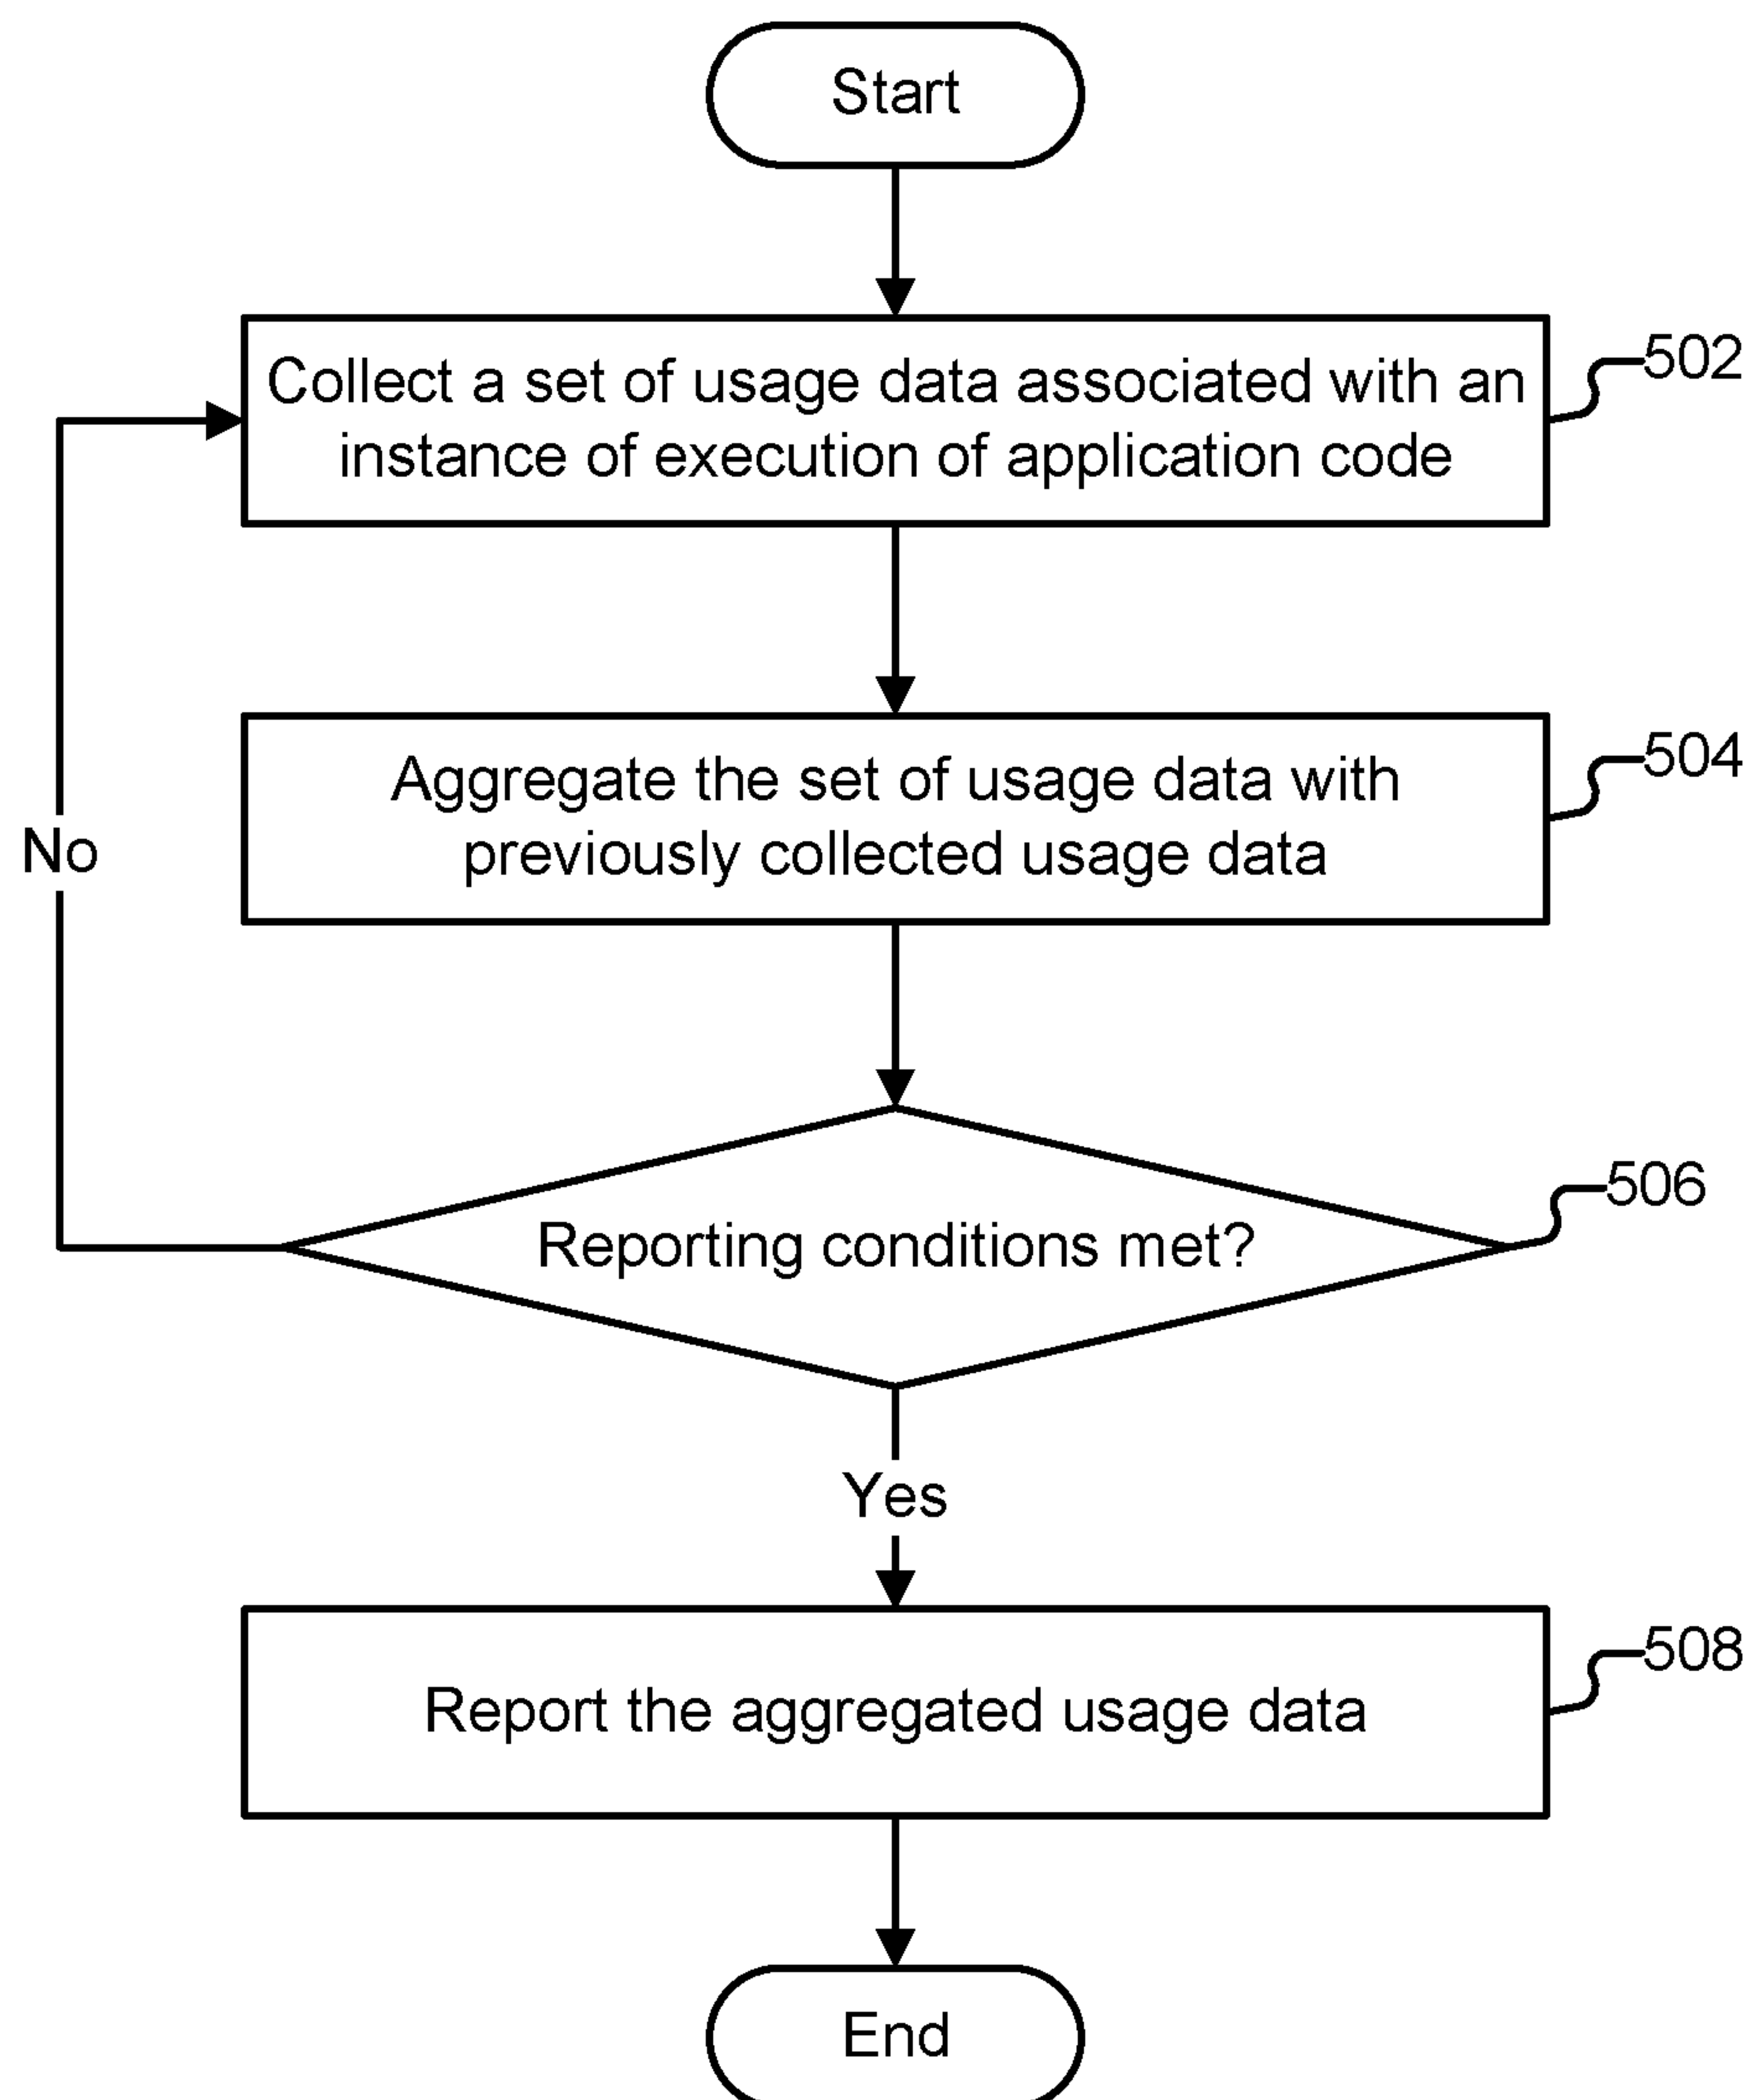 Start
Collect a set of usage data associated with an
instance of execution of application code
502
Aggregate the set of usage data with
previously collected usage data
504
No
Reporting conditions met?
506
Yes
Report the aggregated usage data
508
End